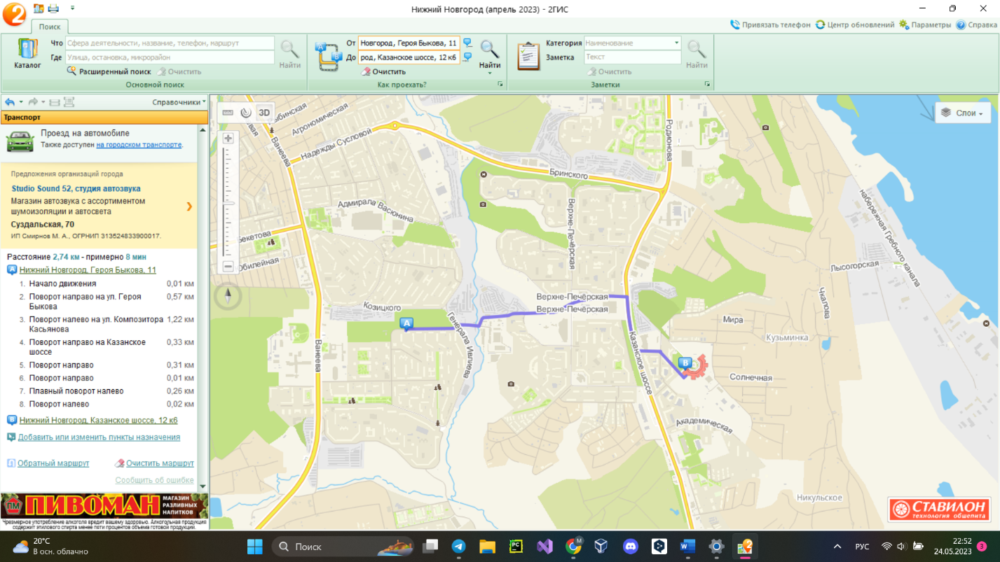 Нижний Новгород (апрель 2023) - 2ГИС
Поиск
Привязать телефон
Центр обновлений
Параметры
Справка
Каталог
Что
Сфера деятельности, название, телефон, маршрут
Где
Улица, остановка, микрорайон
Расширенный поиск
Очистить
Найти
Основной поиск
От
Новгород, Героя Быкова, 11
До
род, Казанское шоссе, 12 к6
Очистить
Найти
Как проехать?
Категория
Наименование
Заметка
Текст
Очистить
Найти
Заметки
Справочники
Транспорт
Проезд на автомобиле
Также доступен на городском транспорте.
Предложения организаций города
Studio Sound 52, студия автозвука
Магазин автозвука с ассортиментом
шумоизоляции и автосвета
Суздальская, 70
ИП Смирнов М. А., ОГРНИП 313524833900017.
Расстояние 2,74 км - примерно 8 мин
A Нижний Новгород, Героя Быкова, 11
1. Начало движения 0,01 км
2. Поворот направо на ул. Героя 0,57 км
Быкова
3. Поворот налево на ул. Композитора 1,22 км
Касьянова
4. Поворот направо на Казанское 0,33 км
шоссе
5. Поворот направо 0,31 км
6. Поворот направо 0,01 км
7. Плавный поворот налево 0,26 км
8. Поворот налево 0,02 км
B Нижний Новгород, Казанское шоссе, 12 к6
Добавить или изменить пункты назначения
Обратный маршрут
Очистить маршрут
Сообщить об ошибке
ПМ ПИВОМАН
МАГАЗИН
РАЗЛИВНЫХ
НАПИТКОВ
Чрезмерное употребление алкоголя вредит вашему здоровью. Алкогольная продукция
содержит этилового спирта менее пяти процентов объема готовой продукции.
3D
Слои
ыбинская
Агрономическая
Надежды Сусловой
Ванеева
Родионова
Бринского
Адмирала Васюнина
Верхне-Печёрская
набережная Гребного канала
Бекетова
Юбилейная
Лысогорская
Чкалова
Козицкого
Верхне-Печёрская
Верхне-Печёрская
A
Генерала Ивлиева
Ванеева
Казанское шоссе
Мира
Кузьминка
B
Солнечная
Академическая
Никульское
СТАВИЛОН
технология общепита
20°C
В осн. облачно
Поиск
РУС
22:52
24.05.2023
3